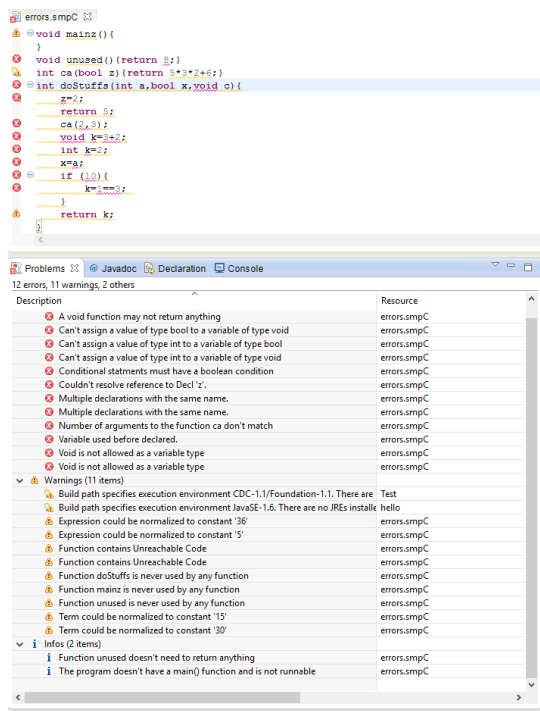 errors.smpC
void mainz(){
}
void unused(){return 8;}
int ca(bool z){return 5*3*2+6;}
int doStuffs(int a,bool x,void c){
z=2;
return 5;
ca(2,3);
void k=3+2;
int k=2;
x=a;
if (10){
k=1==3;
}
return k;
}
Problems Javadoc Declaration Console
12 errors, 11 warnings, 2 others
Description Resource
A void function may not return anything errors.smpC
Can't assign a value of type bool to a variable of type void errors.smpC
Can't assign a value of type int to a variable of type bool errors.smpC
Can't assign a value of type int to a variable of type void errors.smpC
Conditional stetments must have a boolean condition errors.smpC
Couldn't resolve reference to Decl 'z'. errors.smpC
Multiple declarations with the same name. errors.smpC
Multiple declarations with the same name. errors.smpC
Number of arguments to the function ca don't match errors.smpC
Variable used before declared. errors.smpC
Void is not allowed as a variable type errors.smpC
Void is not allowed as a variable type errors.smpC
Warnings (11 items)
Build path specifies execution environment CDC-1.1/Foundation-1.1. There are Test
Build path specifies execution environment JavaSE-1.6. There are no JREs installe hello
Expression could be normalized to constant '36' errors.smpC
Expression could be normalized to constant '5' errors.smpC
Function contains Unreachable Code errors.smpC
Function contains Unreachable Code errors.smpC
Function doStuffs is never used by any function errors.smpC
Function mainz is never used by any function errors.smpC
Function unused is never used by any function errors.smpC
Term could be normalized to constant '15' errors.smpC
Term could be normalized to constant '30' errors.smpC
Infos (2 items)
Function unused doesn't need to return anything errors.smpC
The program doesn't have a main() function and is not runnable errors.smpC